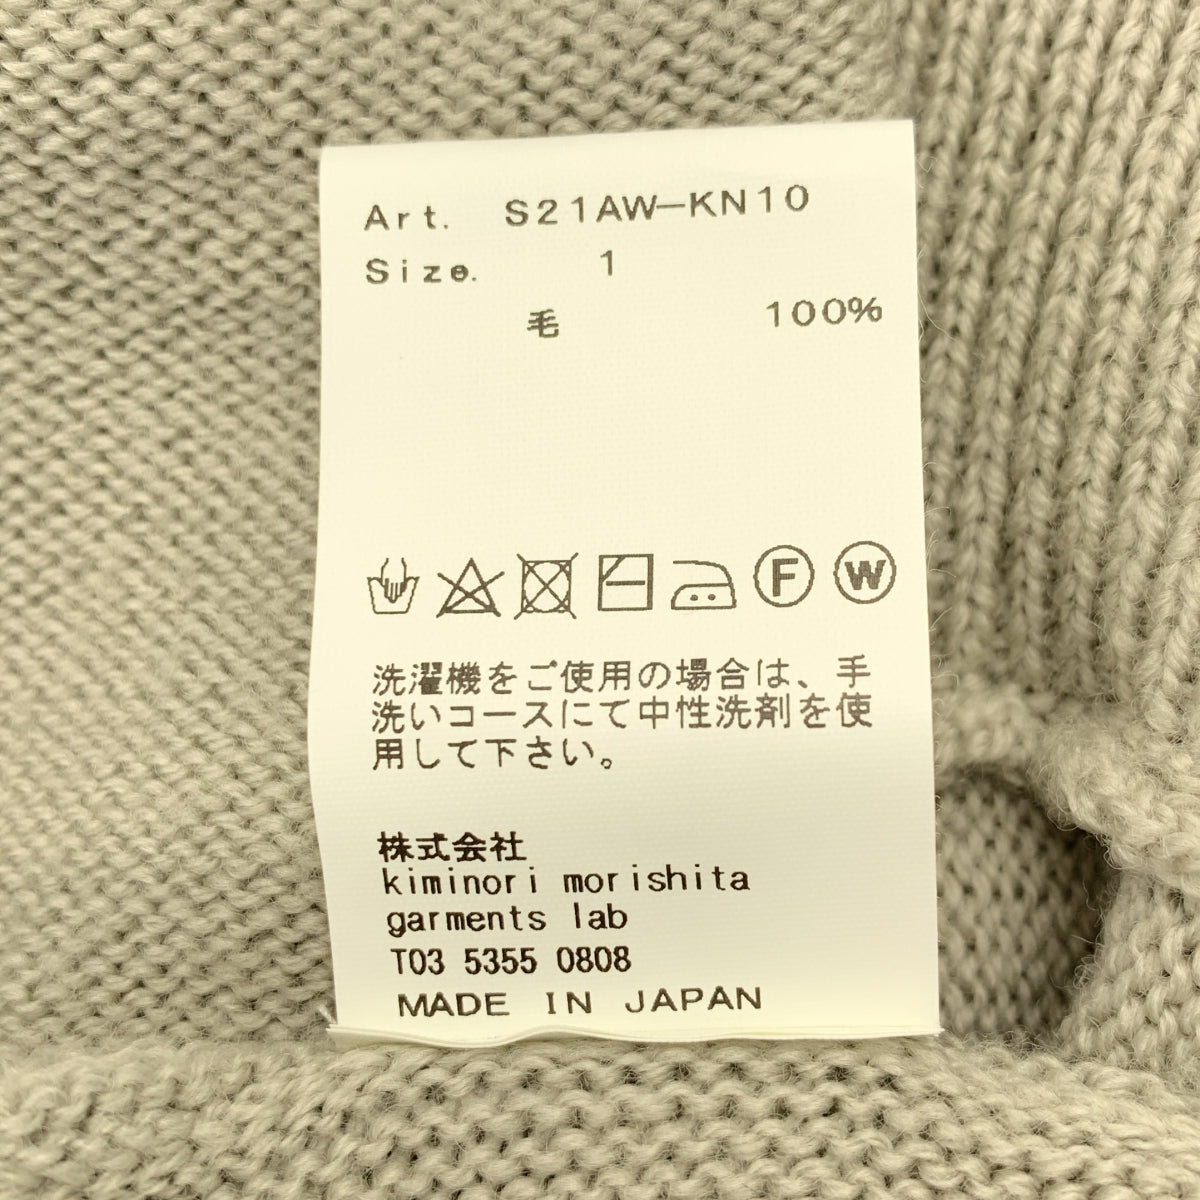 Art. S21AW-KN10
Size. 1
毛 100%
F W
洗濯機をご使用の場合は、手
洗いコースにて中性洗剤を使
用して下さい。
株式会社
kiminori morishita
garments lab
T03 5355 0808
MADE IN JAPAN